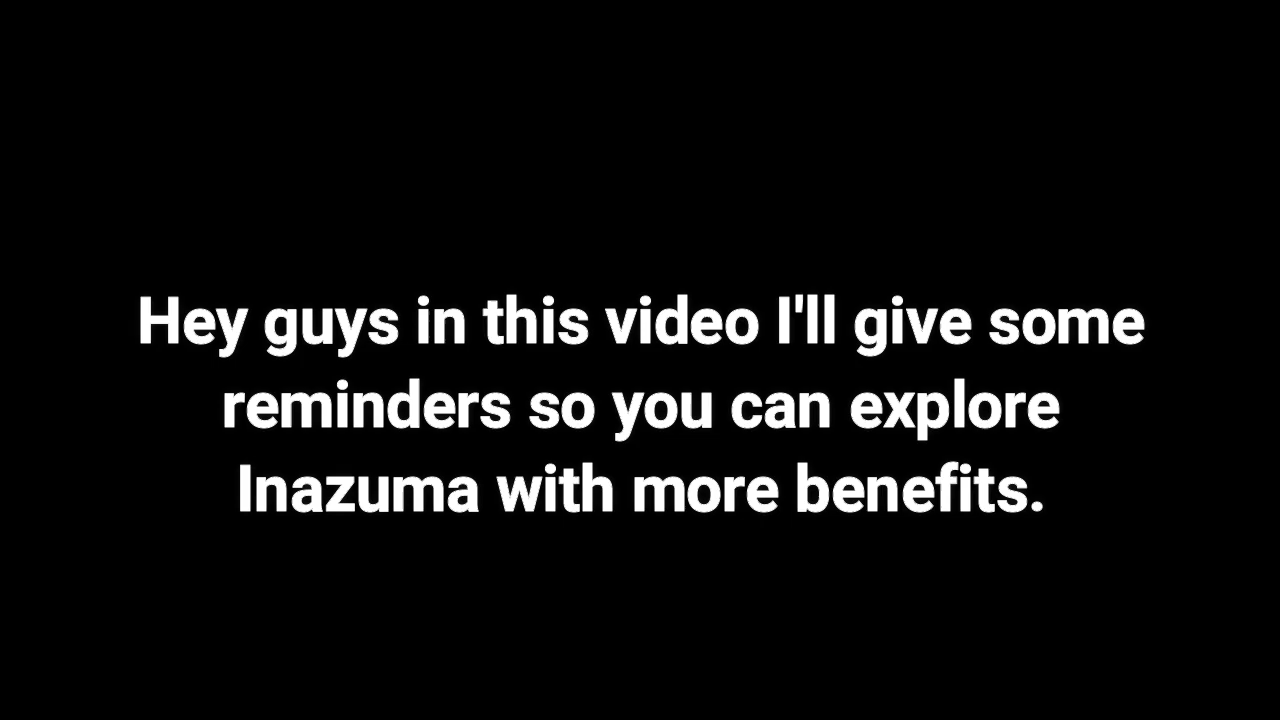 Hey guys in this video I'll give some
reminders so you can explore
Inazuma with more benefits.